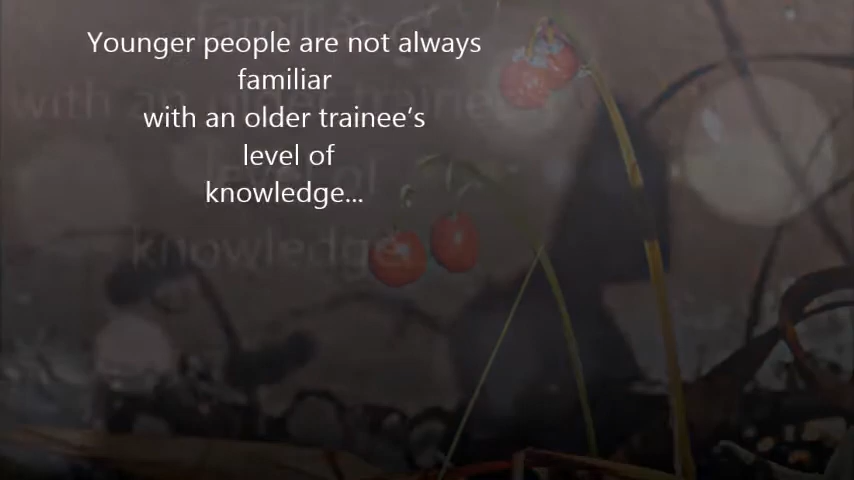 Younger people are not always
familiar
with an older trainee’s
level of
knowledge...